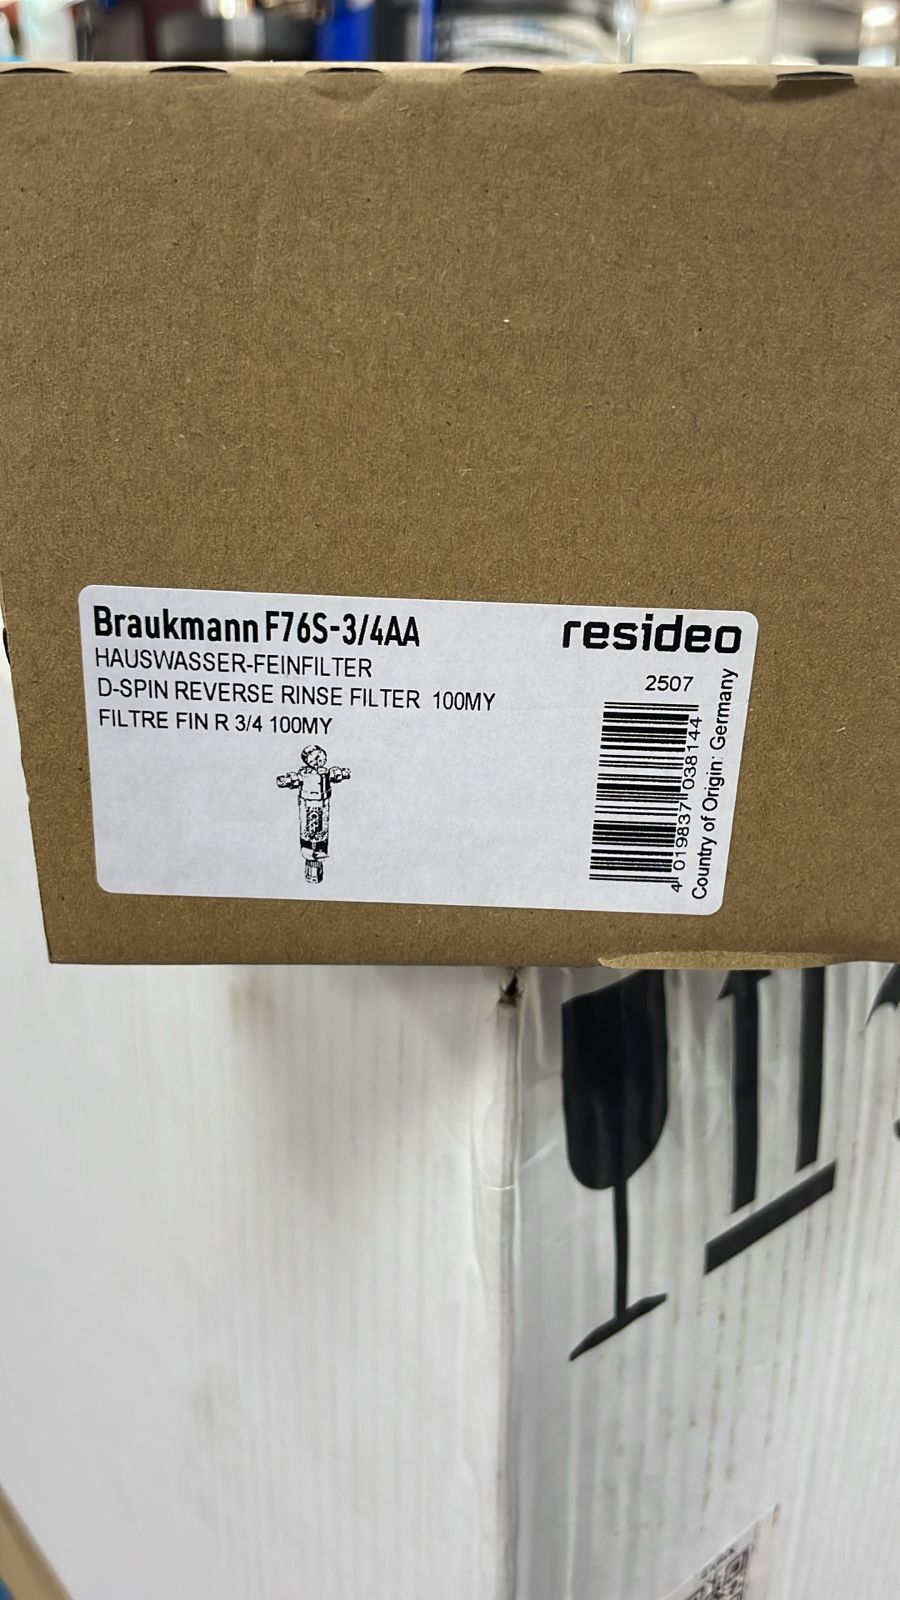 Braukmann F76S-3/4AA
resideo
HAUSWASSER-FEINFILTER
D-SPIN REVERSE RINSE FILTER 100MY
FILTRE FIN R 3/4 100MY
2507
4 019837 038144
Country of Origin: Germany